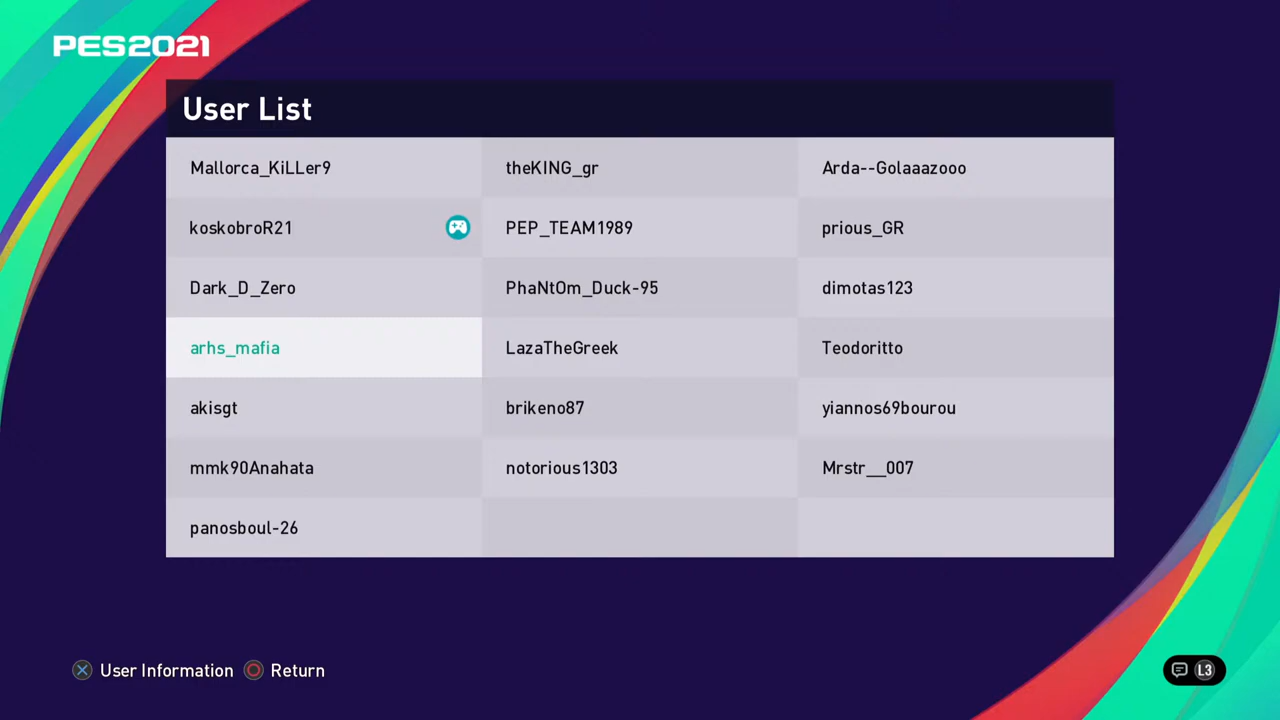 PES2021
User List
Mallorca_KiLLer9 theKING_gr Arda--Golaaazooo
koskobroR21 PEP_TEAM1989 prious_GR
Dark_D_Zero PhaNtOm_Duck-95 dimotas123
arhs_mafia LazaTheGreek Teodoritto
akisgt brikeno87 yiannos69bourou
mmk90Anahata notorious1303 Mrstr__007
panosboul-26
User Information Return L3